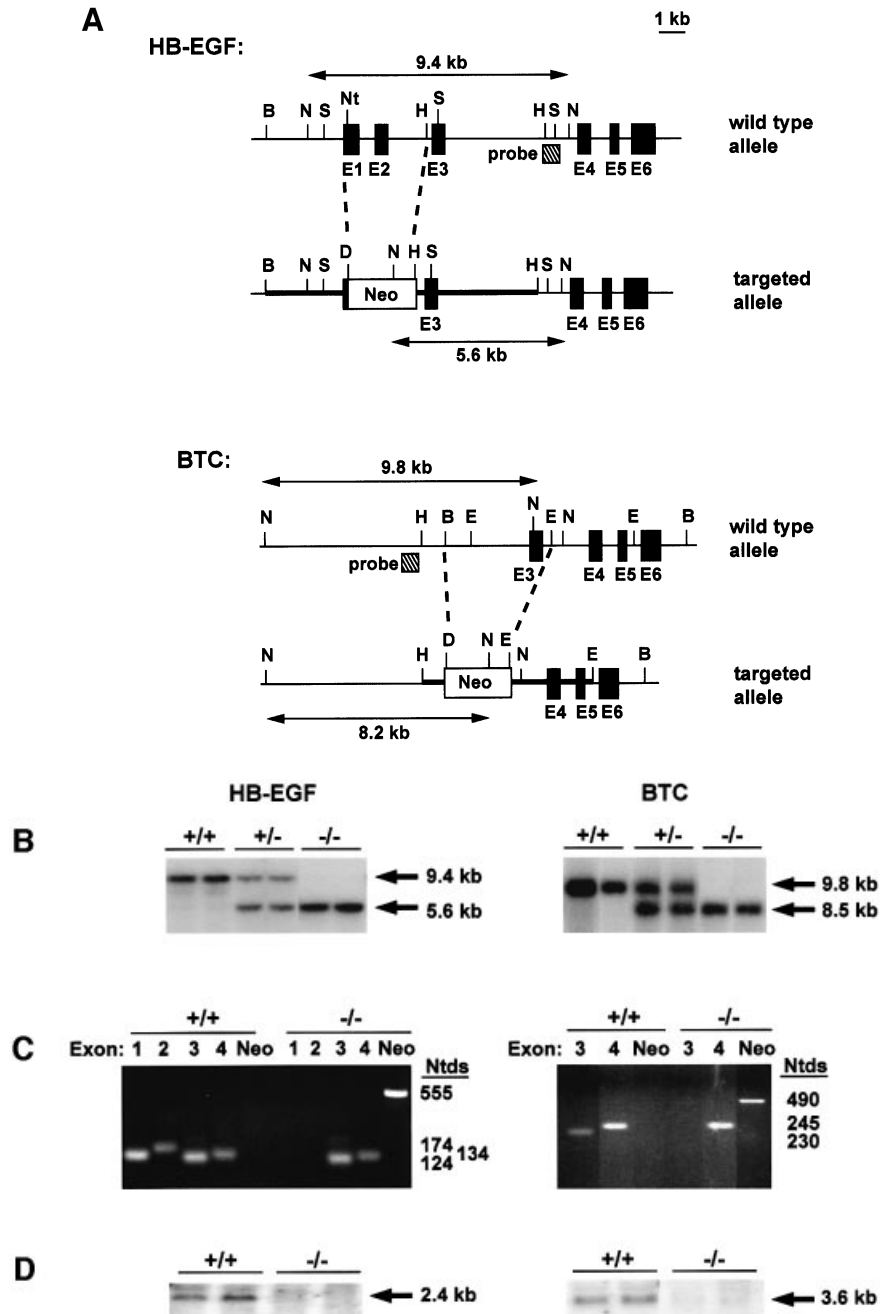 A
1 kb
HB-EGF:
9.4 kb
B N S Nt H S H S N
wild type allele
probe
E1 E2 E3 E4 E5 E6
D
B N S N H S H S N
Neo
targeted allele
E3 E4 E5 E6
5.6 kb
BTC:
9.8 kb
N H B E N E N E B
wild type allele
probe
E3 E4 E5 E6
D N E
N H N E B
Neo
targeted allele
E4 E5 E6
8.2 kb
HB-EGF BTC
B
+/+ +/- -/- +/+ +/- -/-
9.4 kb 9.8 kb
5.6 kb 8.5 kb
C
+/+ -/- +/+ -/-
Exon: 1 2 3 4 Neo 1 2 3 4 Neo Exon: 3 4 Neo 3 4 Neo
Ntds Ntds
555 490
174 134 245
124 230
D
+/+ -/- +/+ -/-
2.4 kb 3.6 kb